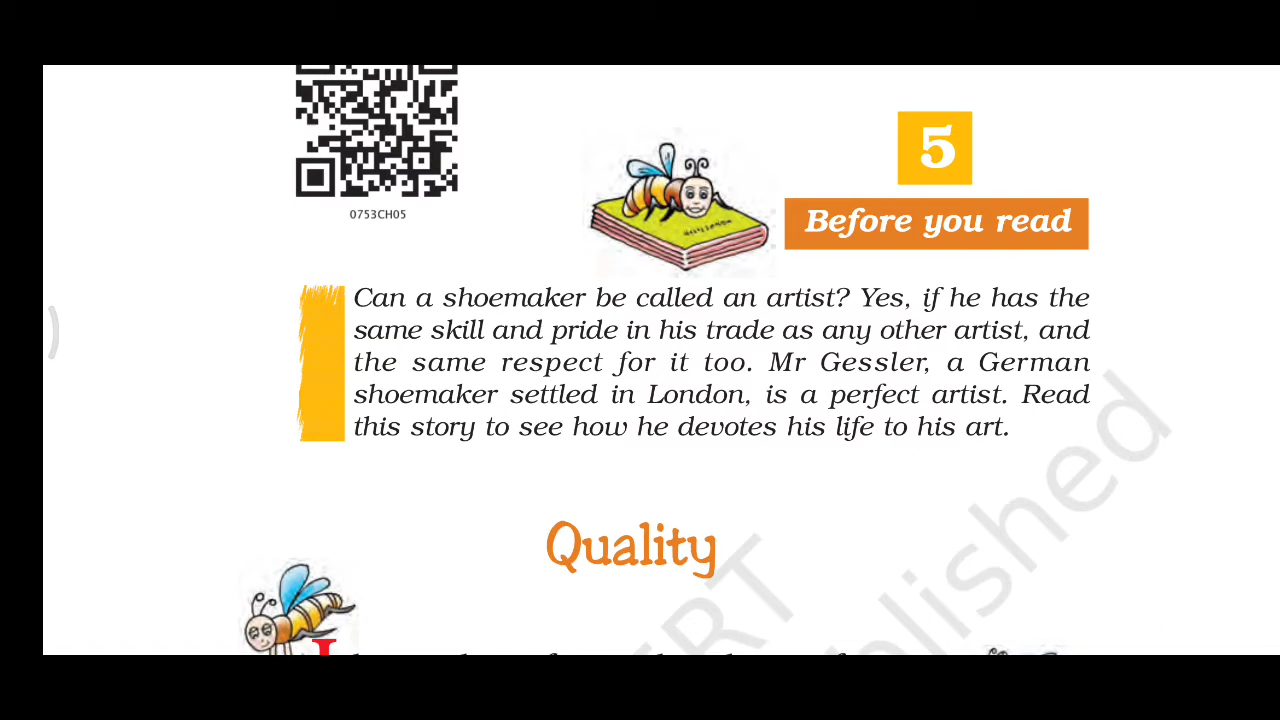 0753CH05
5
Before you read
Can a shoemaker be called an artist? Yes, if he has the
same skill and pride in his trade as any other artist, and
the same respect for it too. Mr Gessler, a German
shoemaker settled in London, is a perfect artist. Read
this story to see how he devotes his life to his art.
Quality